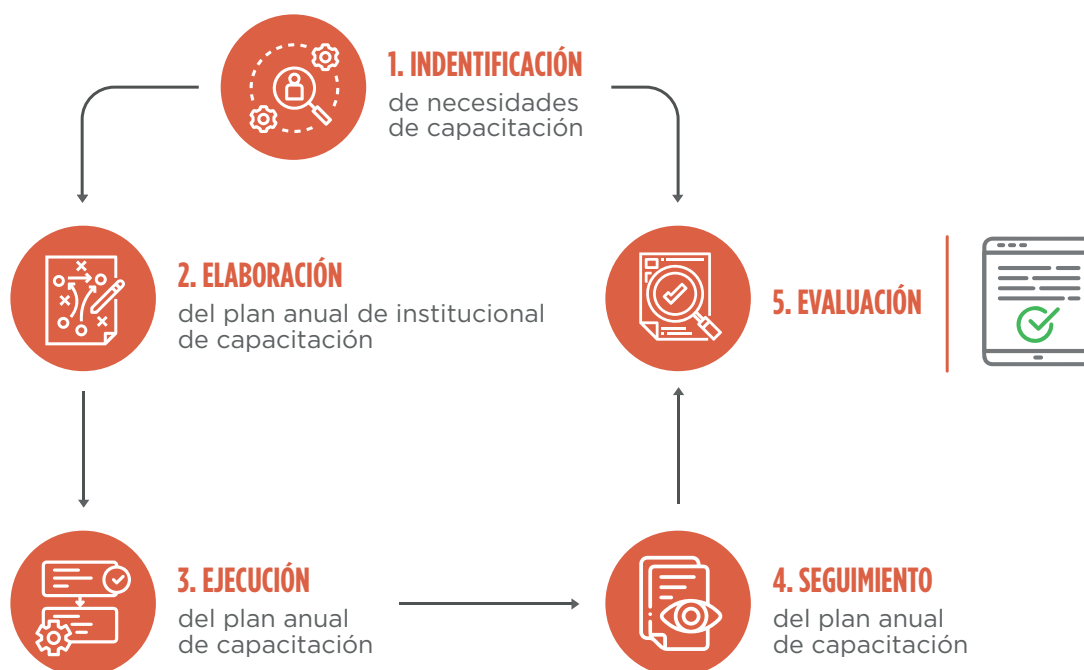 1. INDENTIFICACIÓN
de necesidades
de capacitación
2. ELABORACIÓN
del plan anual de institucional
de capacitación
3. EJECUCIÓN
del plan anual
de capacitación
4. SEGUIMIENTO
del plan anual
de capacitación
5. EVALUACIÓN